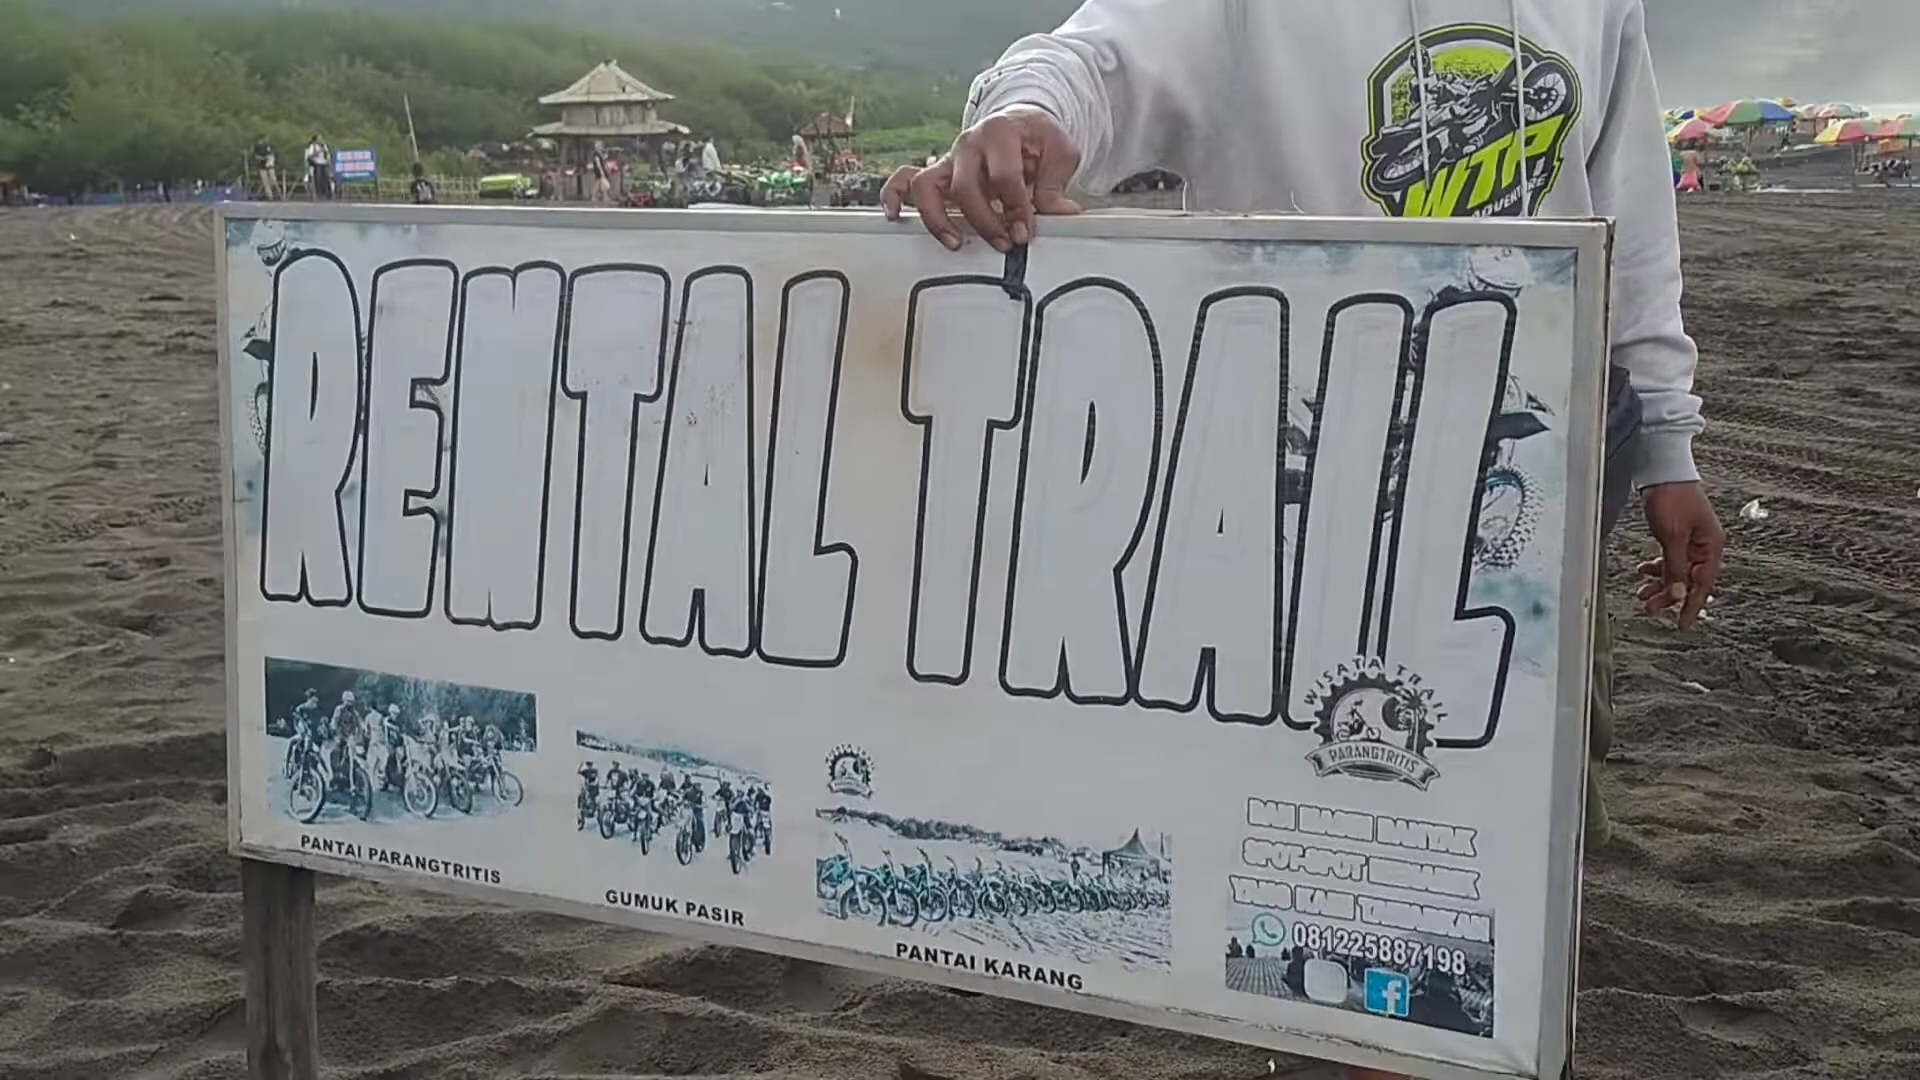 WTP
ADVENTURE
RENTAL TRAIL
WISATA TRAIL
PARANGTRITIS
PANTAI PARANGTRITIS
GUMUK PASIR
PANTAI KARANG
DAN MASIH BANYAK
SPOT-SPOT MENARIK
YANG KAMI TAWARKAN
081225887198
f